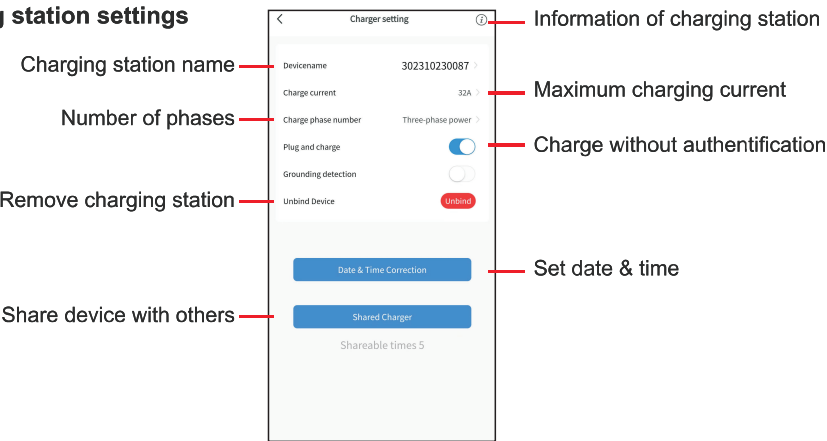 g station settings
Charger setting
Information of charging station
Charging station name
Devicename 302310230087
Charge current 32A
Maximum charging current
Number of phases
Charge phase number Three-phase power
Plug and charge
Charge without authentification
Grounding detection
Remove charging station
Unbind Device Unbind
Date & Time Correction
Set date & time
Share device with others
Shared Charger
Shareable times 5